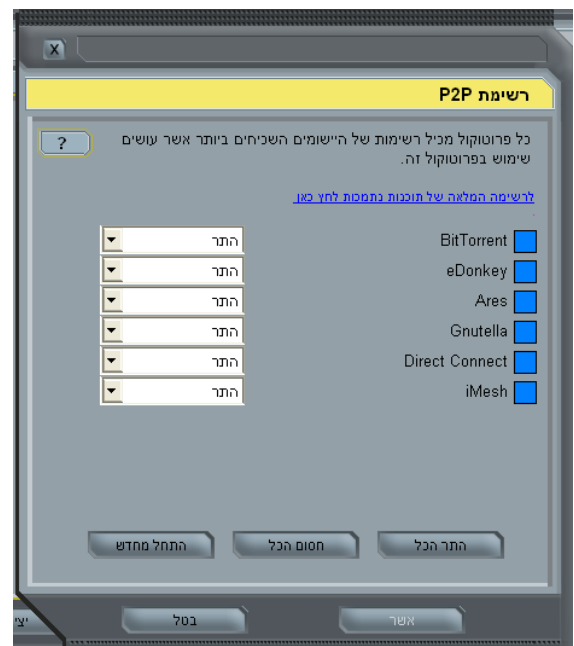 X
רשימת P2P
?
כל פרוטוקול מכיל רשימות של היישומים השכיחים ביותר אשר עושים
שימוש בפרוטוקול זה.
לרשימה המלאה של תוכנות נתמכות לחץ כאן
BitTorrent התר
eDonkey התר
Ares התר
Gnutella התר
Direct Connect התר
iMesh התר
התר הכל חסום הכל התחל מחדש
אשר בטל